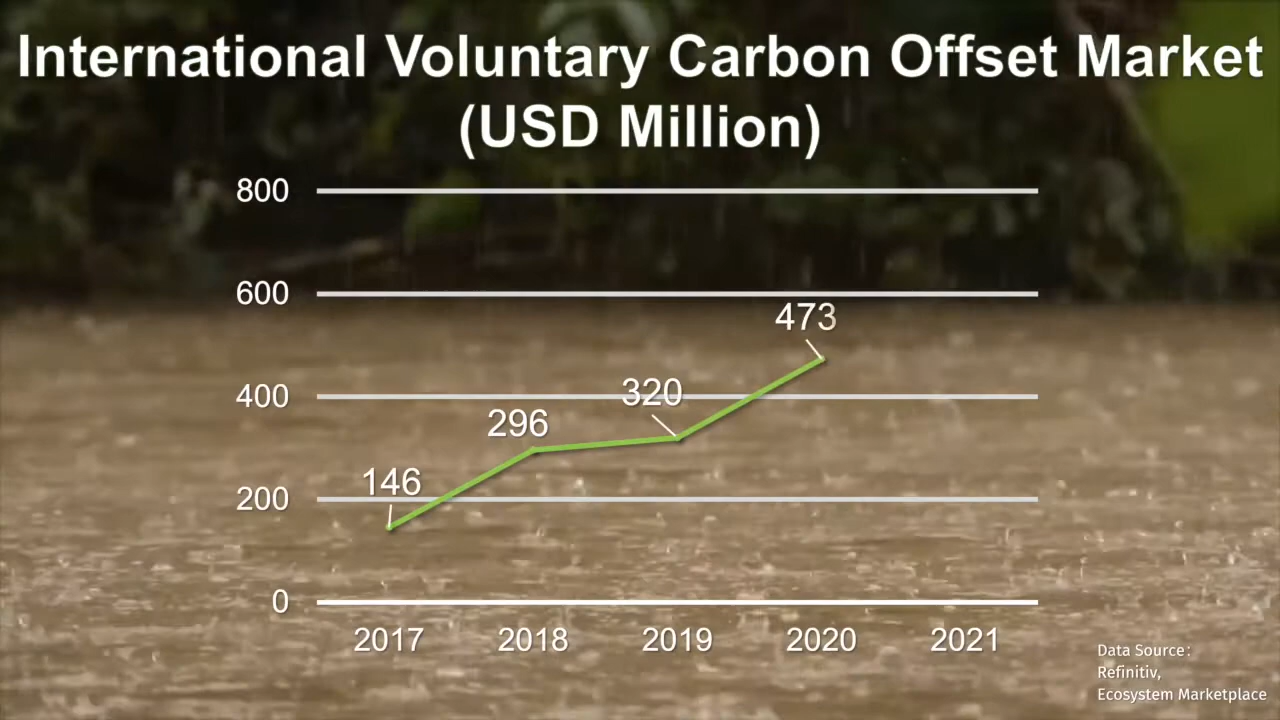 International Voluntary Carbon Offset Market
(USD Million)
800
600
473
400
320
296
200
146
0
2017 2018 2019 2020 2021
Data Source:
Refinitiv,
Ecosystem Marketplace